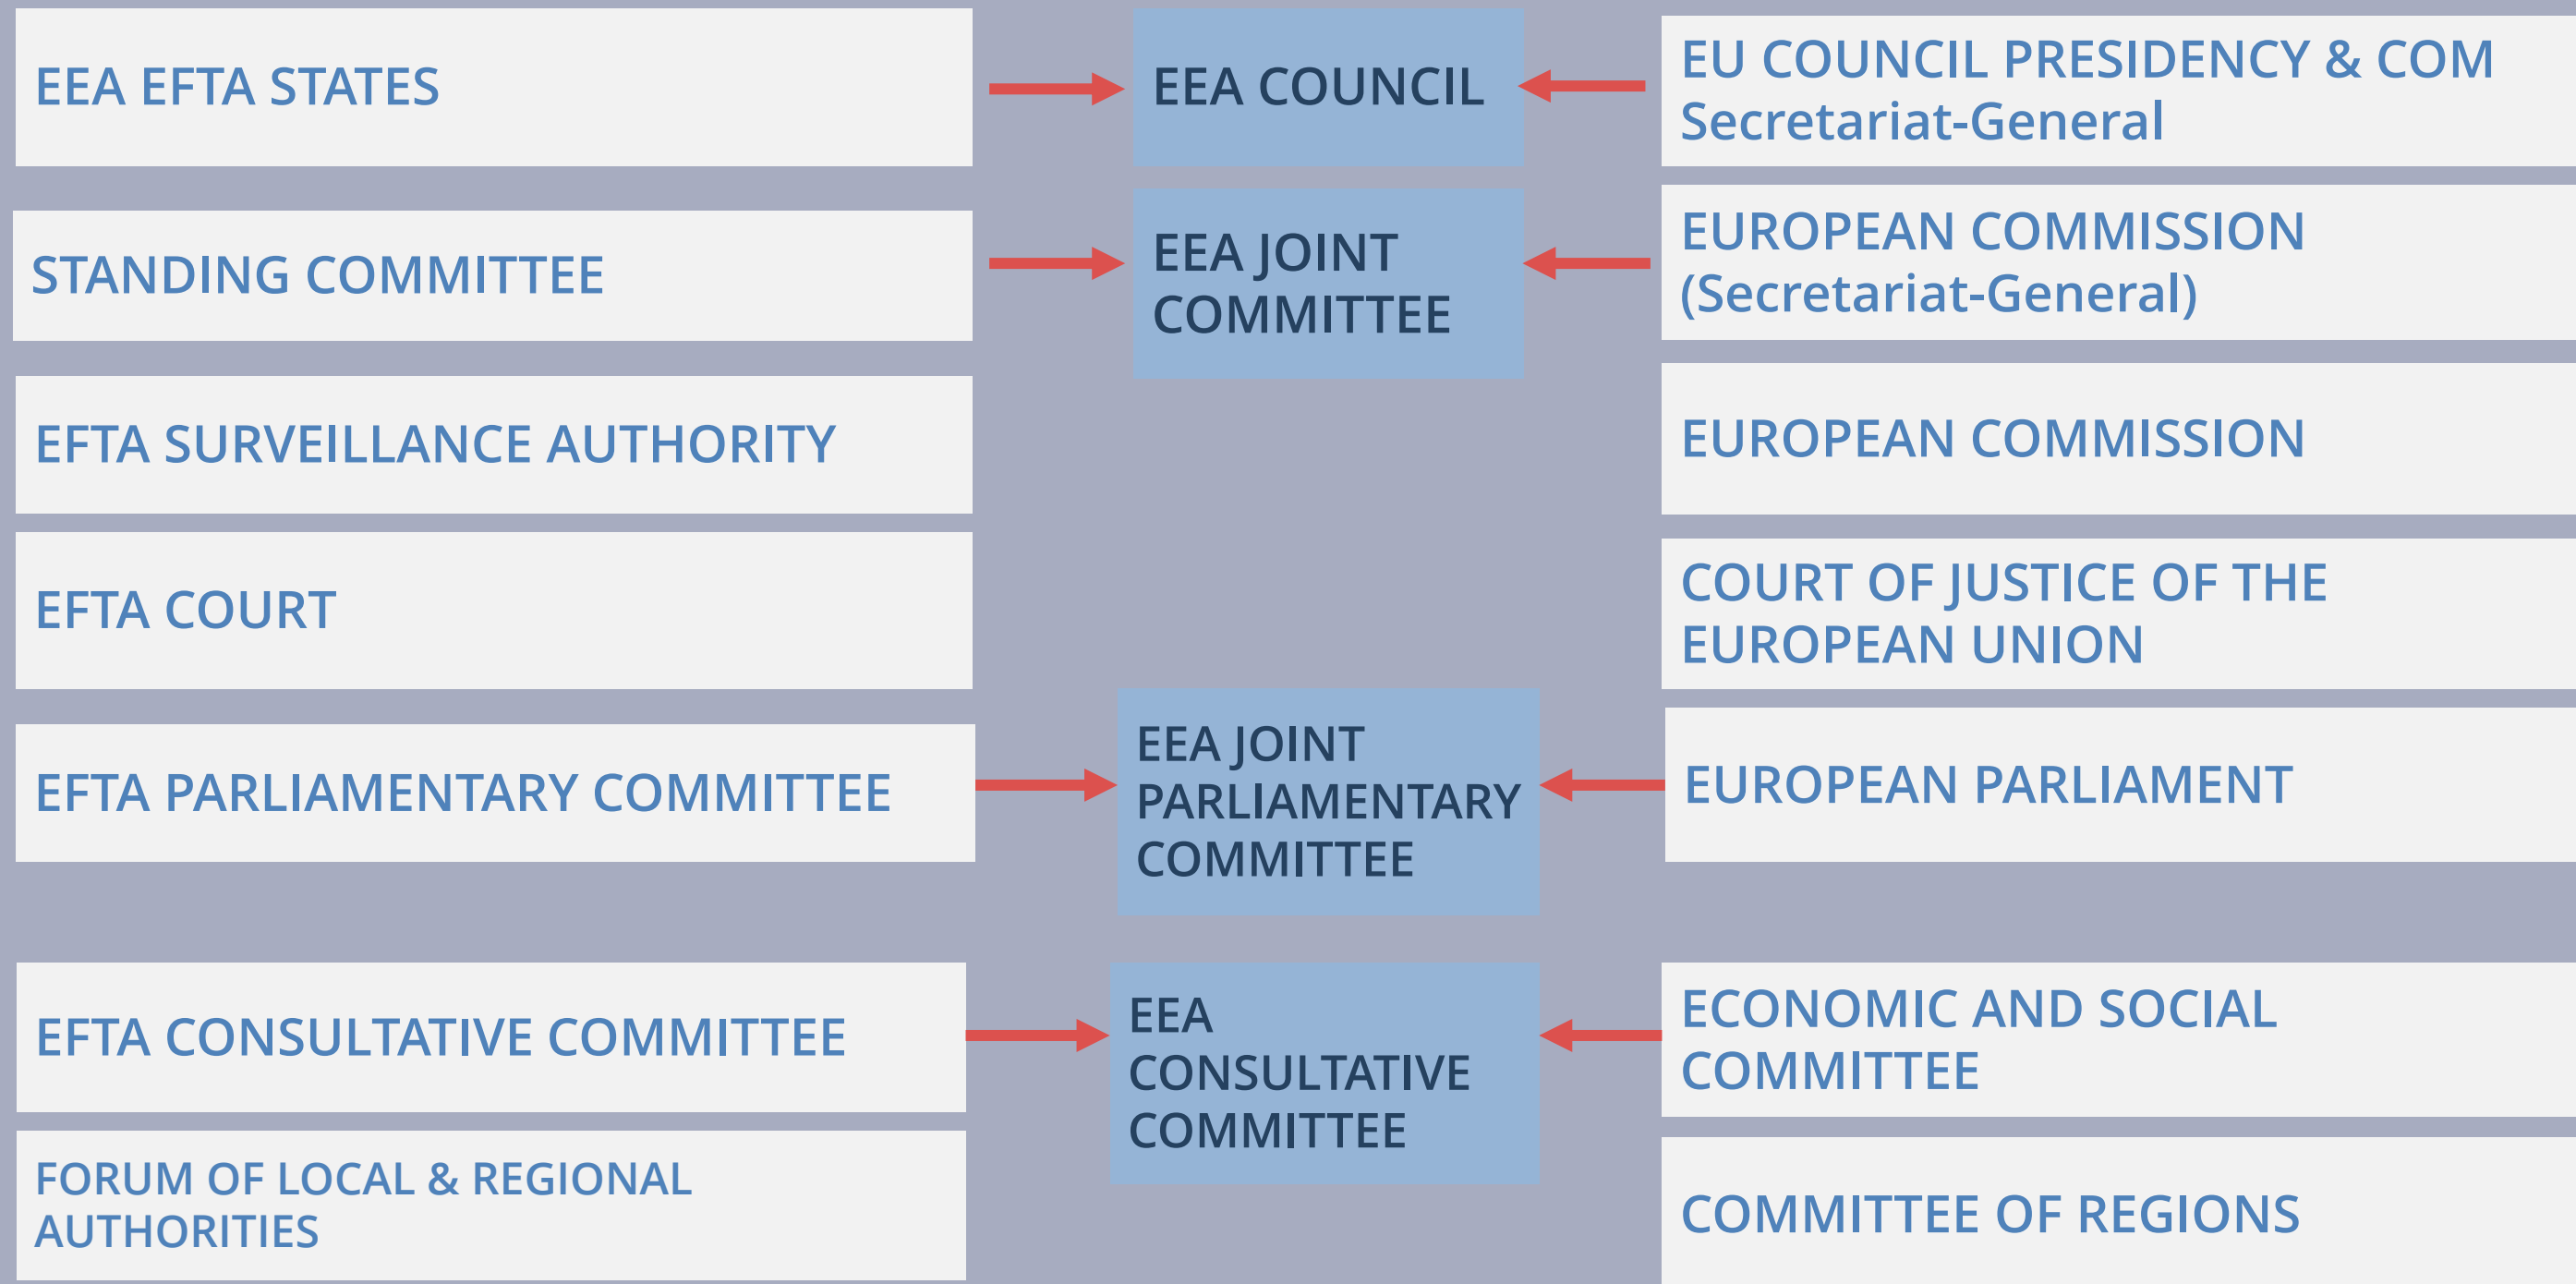 EEA EFTA STATES
EEA COUNCIL
EU COUNCIL PRESIDENCY & COM
Secretariat-General
STANDING COMMITTEE
EEA JOINT
COMMITTEE
EUROPEAN COMMISSION
(Secretariat-General)
EFTA SURVEILLANCE AUTHORITY
EUROPEAN COMMISSION
EFTA COURT
COURT OF JUSTICE OF THE
EUROPEAN UNION
EFTA PARLIAMENTARY COMMITTEE
EEA JOINT
PARLIAMENTARY
COMMITTEE
EUROPEAN PARLIAMENT
EFTA CONSULTATIVE COMMITTEE
EEA
CONSULTATIVE
COMMITTEE
ECONOMIC AND SOCIAL
COMMITTEE
FORUM OF LOCAL & REGIONAL
AUTHORITIES
COMMITTEE OF REGIONS